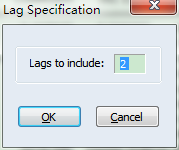 Lag Specification
Lags to include: 2
OK
Cancel